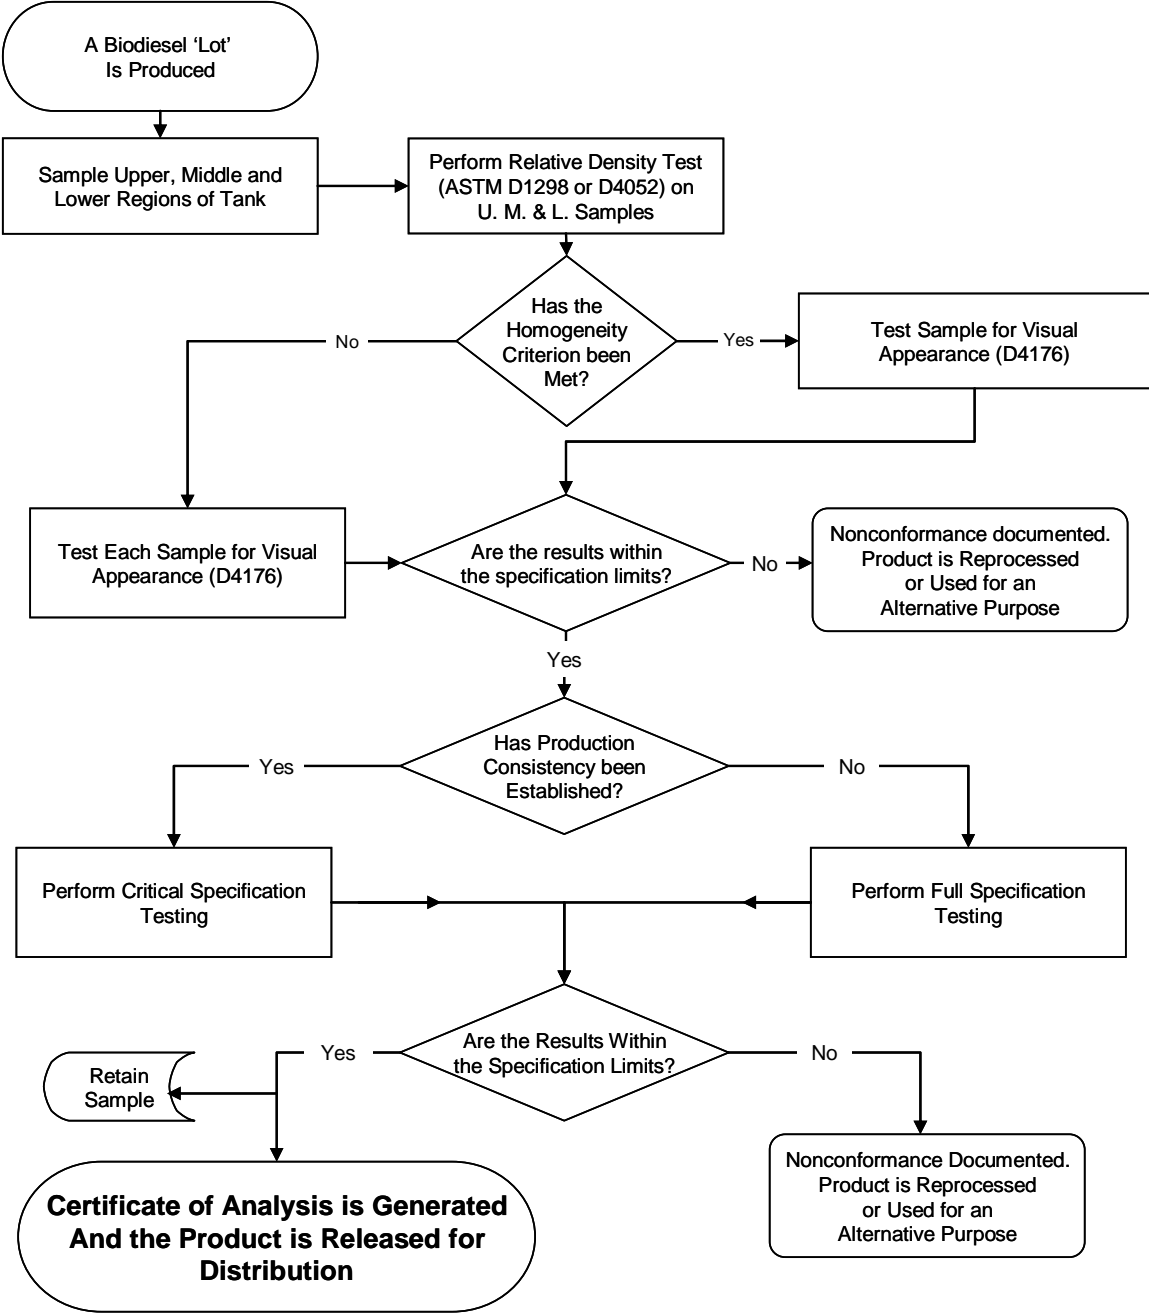 A Biodiesel ‘Lot’
Is Produced
Sample Upper, Middle and
Lower Regions of Tank
Perform Relative Density Test
(ASTM D1298 or D4052) on
U. M. & L. Samples
Has the
Homogeneity
Criterion been
Met?
No
Yes
Test Sample for Visual
Appearance (D4176)
Test Each Sample for Visual
Appearance (D4176)
Are the results within
the specification limits?
No
Nonconformance documented.
Product is Reprocessed
or Used for an
Alternative Purpose
Yes
Has Production
Consistency been
Established?
Yes
No
Perform Critical Specification
Testing
Perform Full Specification
Testing
Are the Results Within
the Specification Limits?
Yes
No
Retain
Sample
Nonconformance Documented.
Product is Reprocessed
or Used for an
Alternative Purpose
Certificate of Analysis is Generated
And the Product is Released for
Distribution